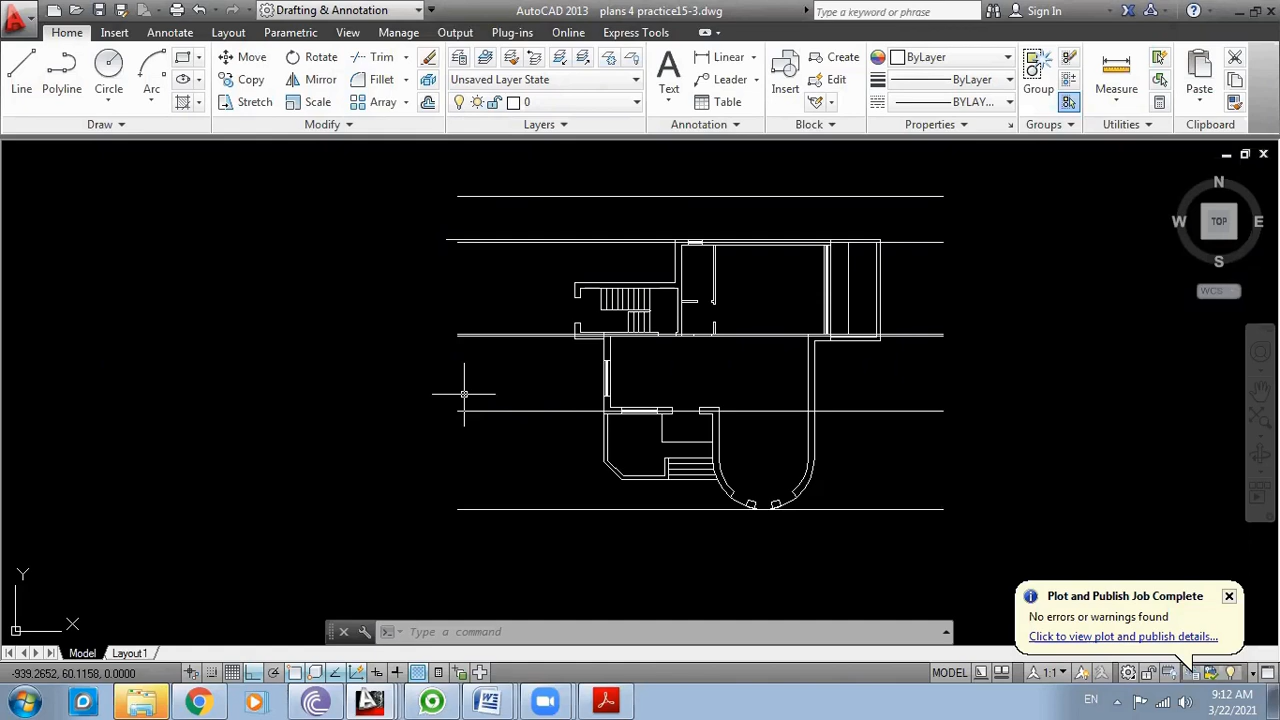 Drafting & Annotation
AutoCAD 2013 plans 4 practice15-3.dwg
Type a keyword or phrase
Sign In
Home Insert Annotate Layout Parametric View Manage Output Plug-ins Online Express Tools
Line Polyline Circle Arc
Move Rotate Trim
Copy Mirror Fillet
Stretch Scale Array
Unsaved Layer State
0
Text
Linear
Leader
Table
Insert
Create
Edit
ByLayer
ByLayer
BYLAY...
Group
Measure
Paste
Draw Modify Layers Annotation Block Properties Groups Utilities Clipboard
N
W TOP E
S
WCS
Y
X
Plot and Publish Job Complete
No errors or warnings found
Click to view plot and publish details...
Type a command
Model Layout1
-939.2652, 60.1158, 0.0000
MODEL
1:1
EN
9:12 AM
3/22/2021